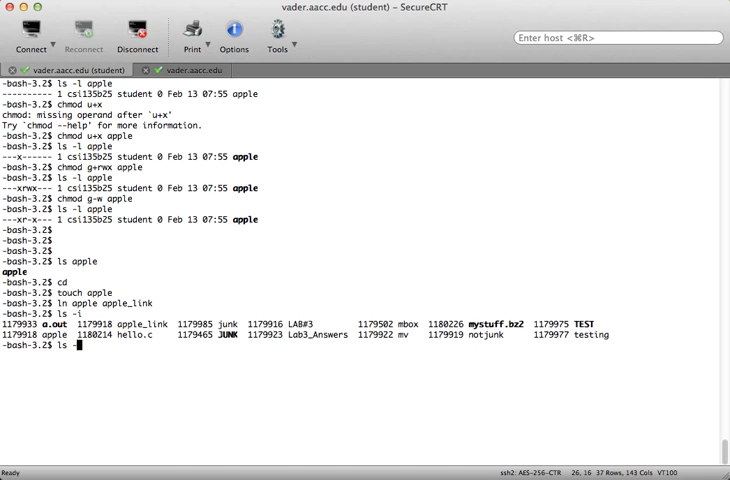 vader.aacc.edu (student) – SecureCRT
Connect Reconnect Disconnect Print Options Tools Enter host <⌘R>
vader.aacc.edu (student) vader.aacc.edu
-bash-3.2$ ls -l apple
---------- 1 csi135b25 student 0 Feb 13 07:55 apple
-bash-3.2$ chmod u+x
chmod: missing operand after `u+x'
Try `chmod --help' for more information.
-bash-3.2$ chmod u+x apple
-bash-3.2$ ls -l apple
---x------ 1 csi135b25 student 0 Feb 13 07:55 apple
-bash-3.2$ chmod g+rwx apple
-bash-3.2$ ls -l apple
---xrwx--- 1 csi135b25 student 0 Feb 13 07:55 apple
-bash-3.2$ chmod g-w apple
-bash-3.2$ ls -l apple
---xr-x--- 1 csi135b25 student 0 Feb 13 07:55 apple
-bash-3.2$
-bash-3.2$
-bash-3.2$
-bash-3.2$ ls apple
apple
-bash-3.2$ cd
-bash-3.2$ touch apple
-bash-3.2$ ln apple apple_link
-bash-3.2$ ls -i
1179933 a.out 1179918 apple_link 1179985 junk 1179916 LAB#3 1179502 mbox 1180226 mystuff.bz2 1179975 TEST
1179918 apple 1180214 hello.c 1179465 JUNK 1179923 Lab3_Answers 1179922 mv 1179919 notjunk 1179977 testing
-bash-3.2$ ls -
Ready ssh2: AES-256-CTR 26, 16 37 Rows, 143 Cols VT100